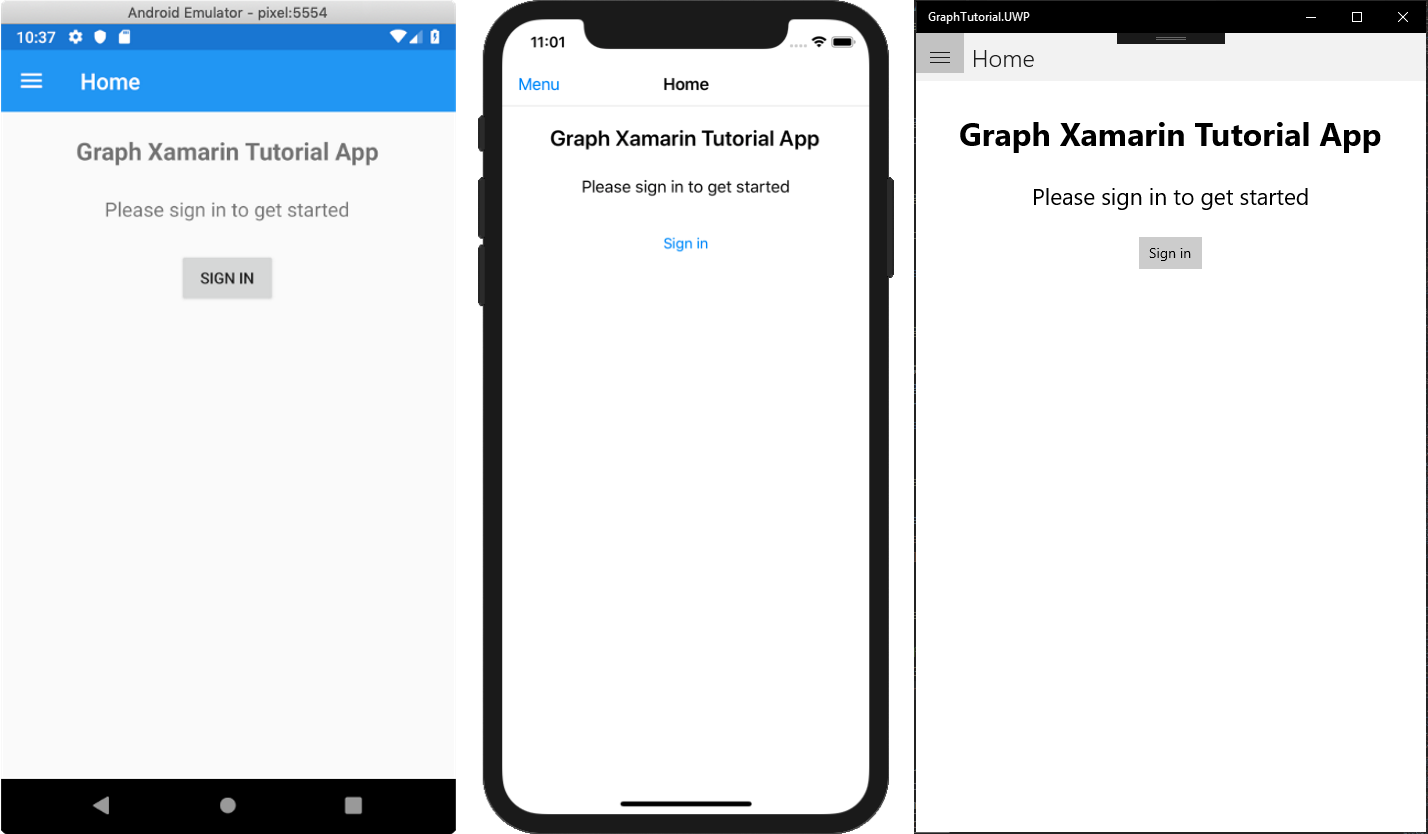 Android Emulator - pixel:5554
10:37
Home
Graph Xamarin Tutorial App
Please sign in to get started
SIGN IN
11:01
Menu
Home
Graph Xamarin Tutorial App
Please sign in to get started
Sign in
GraphTutorial.UWP
Home
Graph Xamarin Tutorial App
Please sign in to get started
Sign in